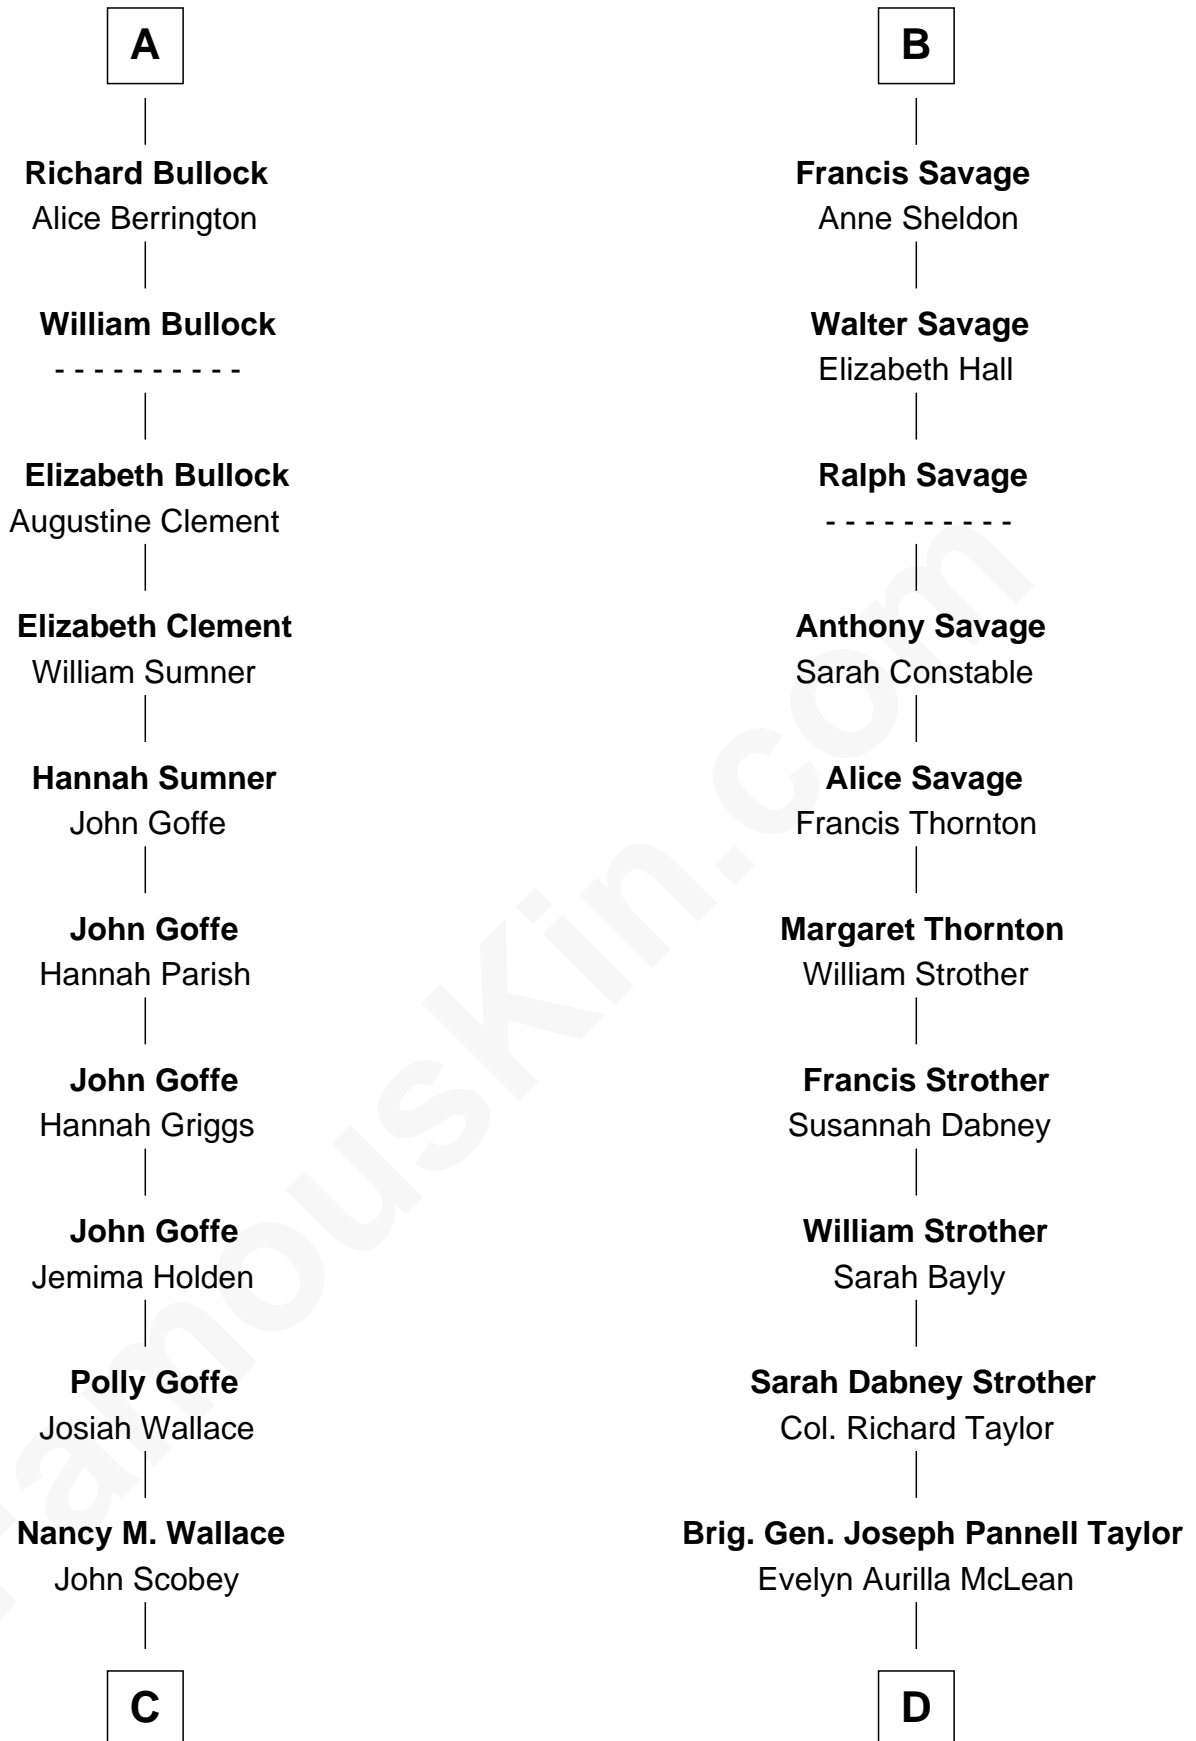 A
Richard Bullock
Alice Berrington
William Bullock
- - - - - - - - - -
Elizabeth Bullock
Augustine Clement
Elizabeth Clement
William Sumner
Hannah Sumner
John Goffe
John Goffe
Hannah Parish
John Goffe
Hannah Griggs
John Goffe
Jemima Holden
Polly Goffe
Josiah Wallace
Nancy M. Wallace
John Scobey
C
B
Francis Savage
Anne Sheldon
Walter Savage
Elizabeth Hall
Ralph Savage
- - - - - - - - - -
Anthony Savage
Sarah Constable
Alice Savage
Francis Thornton
Margaret Thornton
William Strother
Francis Strother
Susannah Dabney
William Strother
Sarah Bayly
Sarah Dabney Strother
Col. Richard Taylor
Brig. Gen. Joseph Pannell Taylor
Evelyn Aurilla McLean
D
FamousKin.com